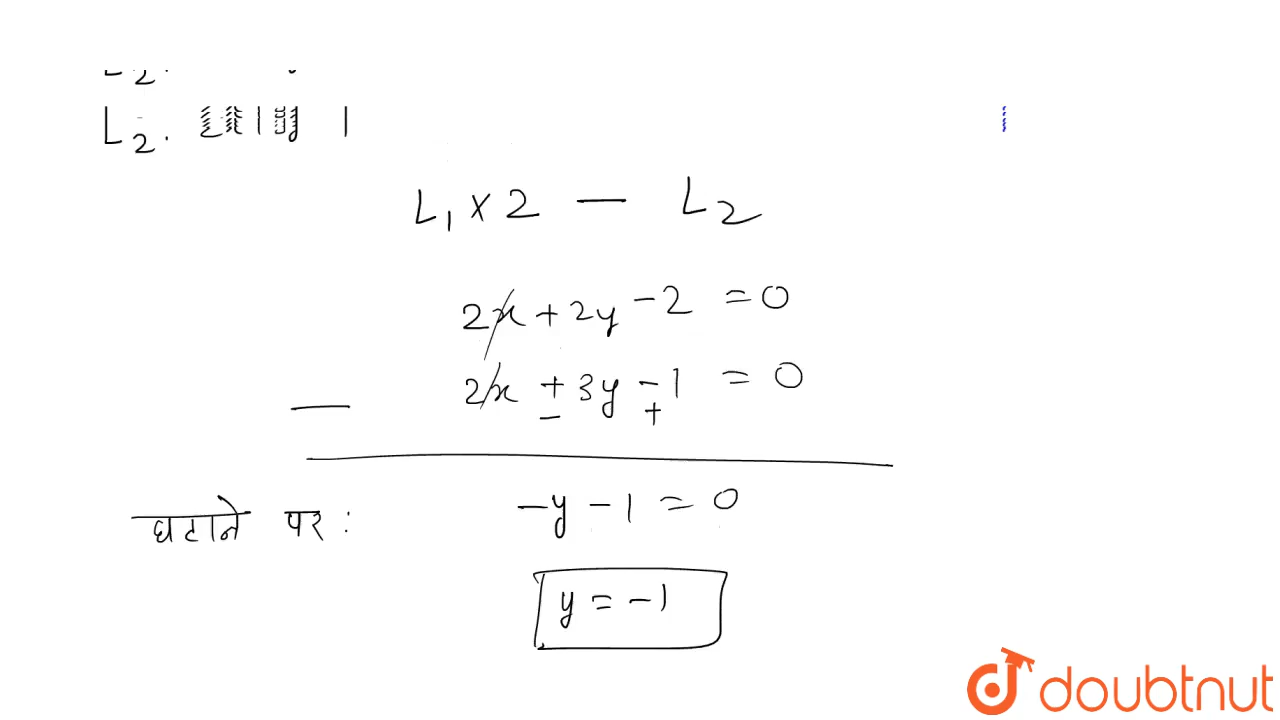 L₂.
L₁ × 2 — L₂
2x + 2y - 2 = 0
2x + 3y - 1 = 0
— - +
घटाने पर :
-y - 1 = 0
y = -1
doubtnut